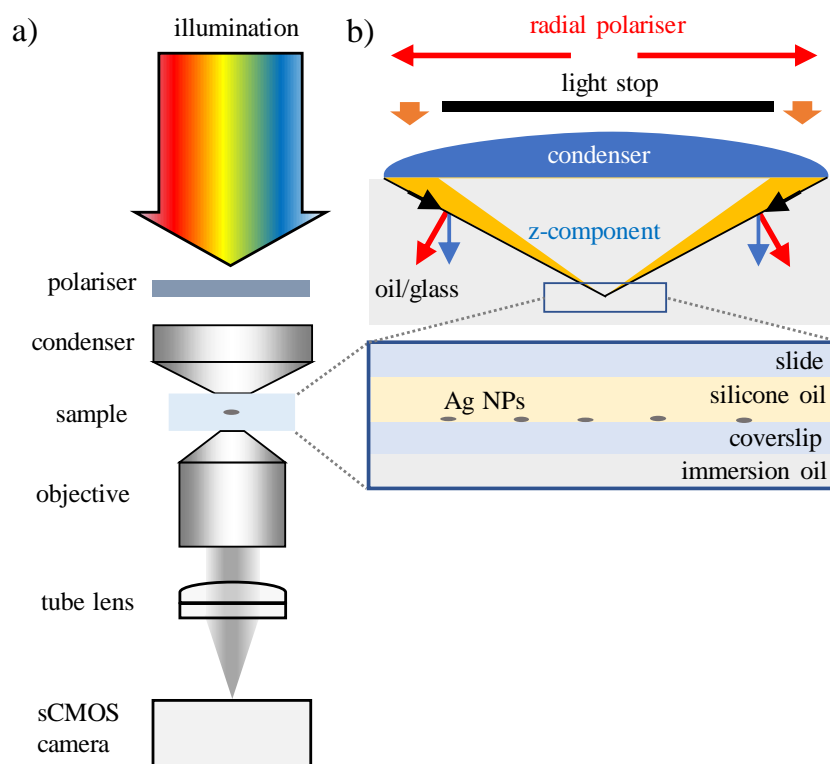 a)
illumination
polariser
condenser
sample
objective
tube lens
sCMOS
camera
b)
radial polariser
light stop
condenser
z-component
oil/glass
slide
silicone oil
Ag NPs
coverslip
immersion oil